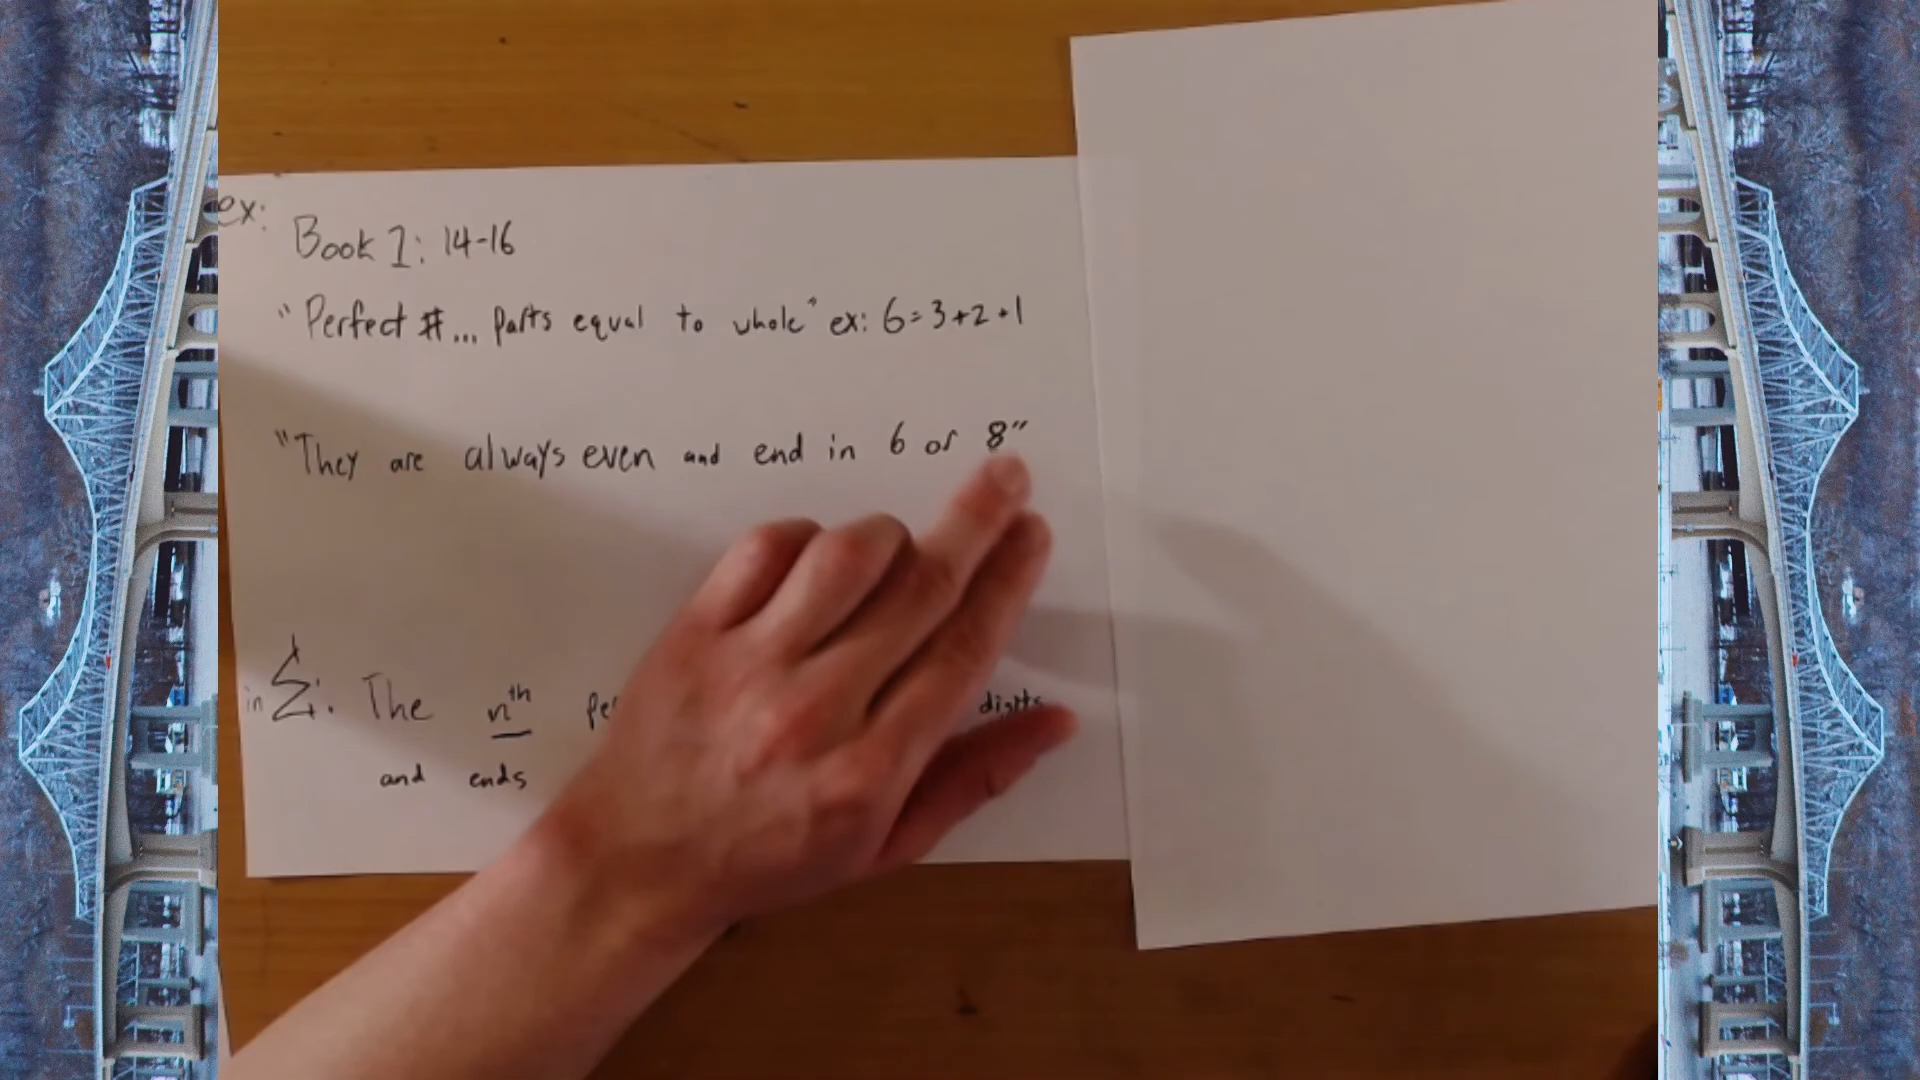 ex:
Book 1: 14-16
"Perfect #... parts equal to whole" ex: 6=3+2+1
"They are always even and end in 6 or 8"
in Σ: The nth digits
and ends